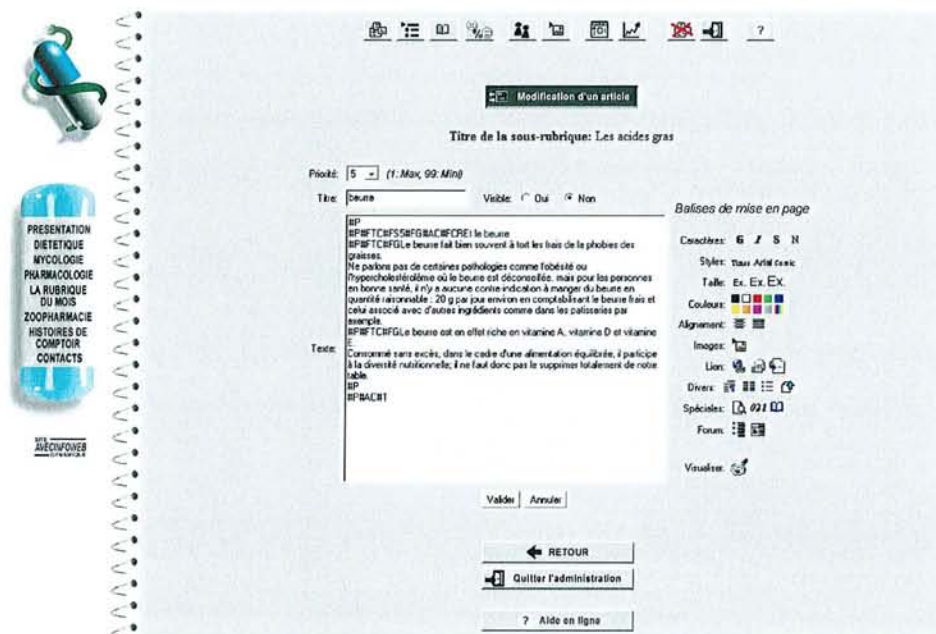 ?
Modification d'un article
Titre de la sous-rubrique: Les acides gras
Priorité: 5 (1: Max, 99: Mini)
Titre: beurre Visible: Oui Non
Texte:
#P
#P#FTC#FS5#FG#AC#FCREt le beurre
#P#FTC#FGLe beurre fait bien souvent à tort les frais de la phobies des
graisses.
Ne parlons pas de certaines pathologies comme l'obésité ou
l'hypercholestérolémie où le beurre est déconseillée, mais pour les personnes
en bonne santé, il n'y a aucune contre-indication à manger du beurre en
quantité raisonnable : 20 g par jour environ en comptabilisant le beurre frais et
celui associé avec d'autres ingrédients comme dans les patisseries par
exemple.
#P#FTC#FGLe beurre est en effet riche en vitamine A, vitamine D et vitamine
E.
Consommé sans excès, dans le cadre d'une alimentation équilibrée, il participe
à la diversité nutritionnelle; il ne faut donc pas le supprimer totalement de notre
table.
#P
#P#AC#1
Valider Annuler
RETOUR
Quitter l'administration
? Aide en ligne
Balises de mise en page
Caractères: G I S N
Styles: Times Arial Comic
Taille: Ex. Ex. Ex.
Couleurs:
Alignement:
Images:
Lien:
Divers:
Spéciales:
Forum:
Visualiser:
PRESENTATION
DIETETIQUE
MYCOLOGIE
PHARMACOLOGIE
LA RUBRIQUE
DU MOIS
ZOOPHARMACIE
HISTOIRES DE
COMPTOIR
CONTACTS
SITE
AVECINFOWEB
DYNAMIQUE